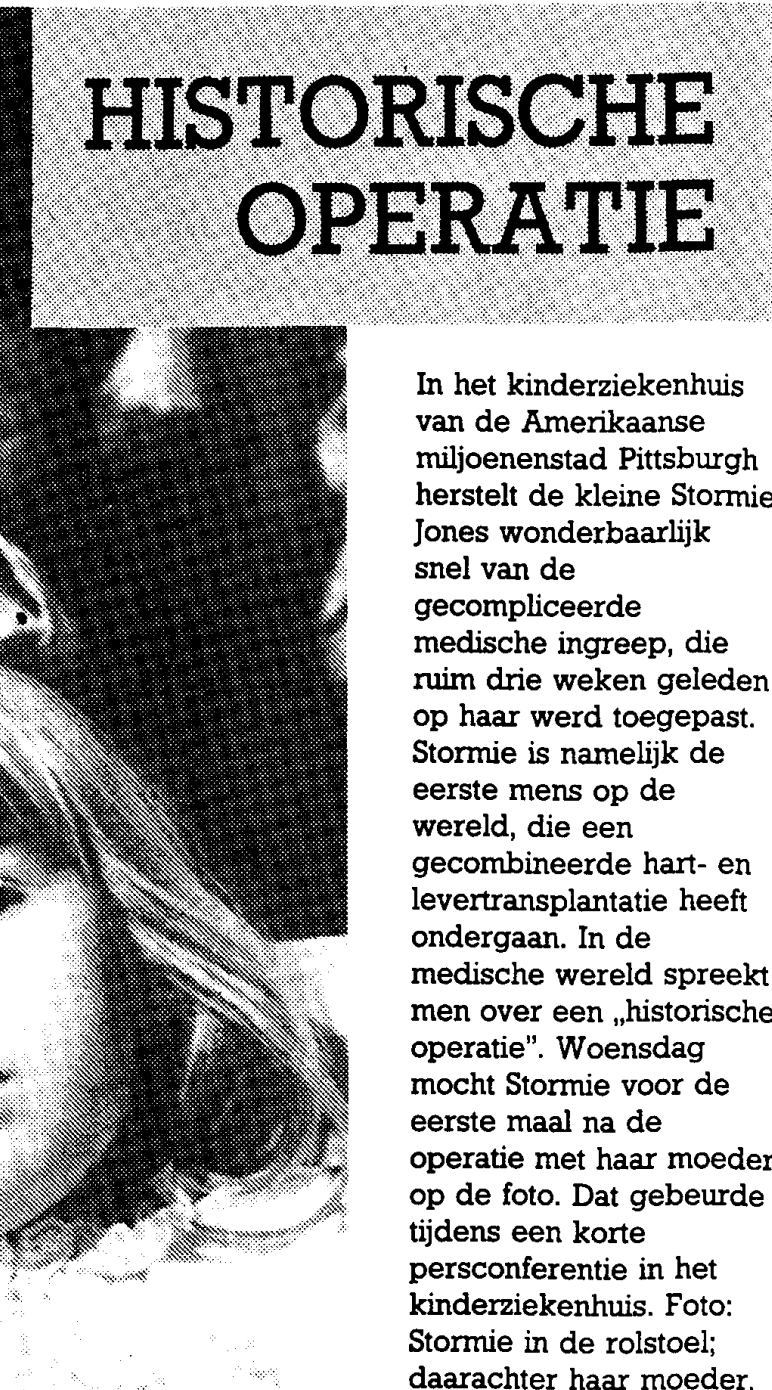 HISTORISCHE
OPERATIE
In het kinderziekenhuis
van de Amerikaanse
miljoenenstad Pittsburgh
herstelt de kleine Stormie
Jones wonderbaarlijk
snel van de
gecompliceerde
medische ingreep, die
ruim drie weken geleden
op haar werd toegepast.
Stormie is namelijk de
eerste mens op de
wereld, die een
gecombineerde hart- en
levertransplantatie heeft
ondergaan. In de
medische wereld spreekt
men over een „historische
operatie”. Woensdag
mocht Stormie voor de
eerste maal na de
operatie met haar moeder
op de foto. Dat gebeurde
tijdens een korte
persconferentie in het
kinderziekenhuis. Foto:
Stormie in de rolstoel;
daarachter haar moeder.